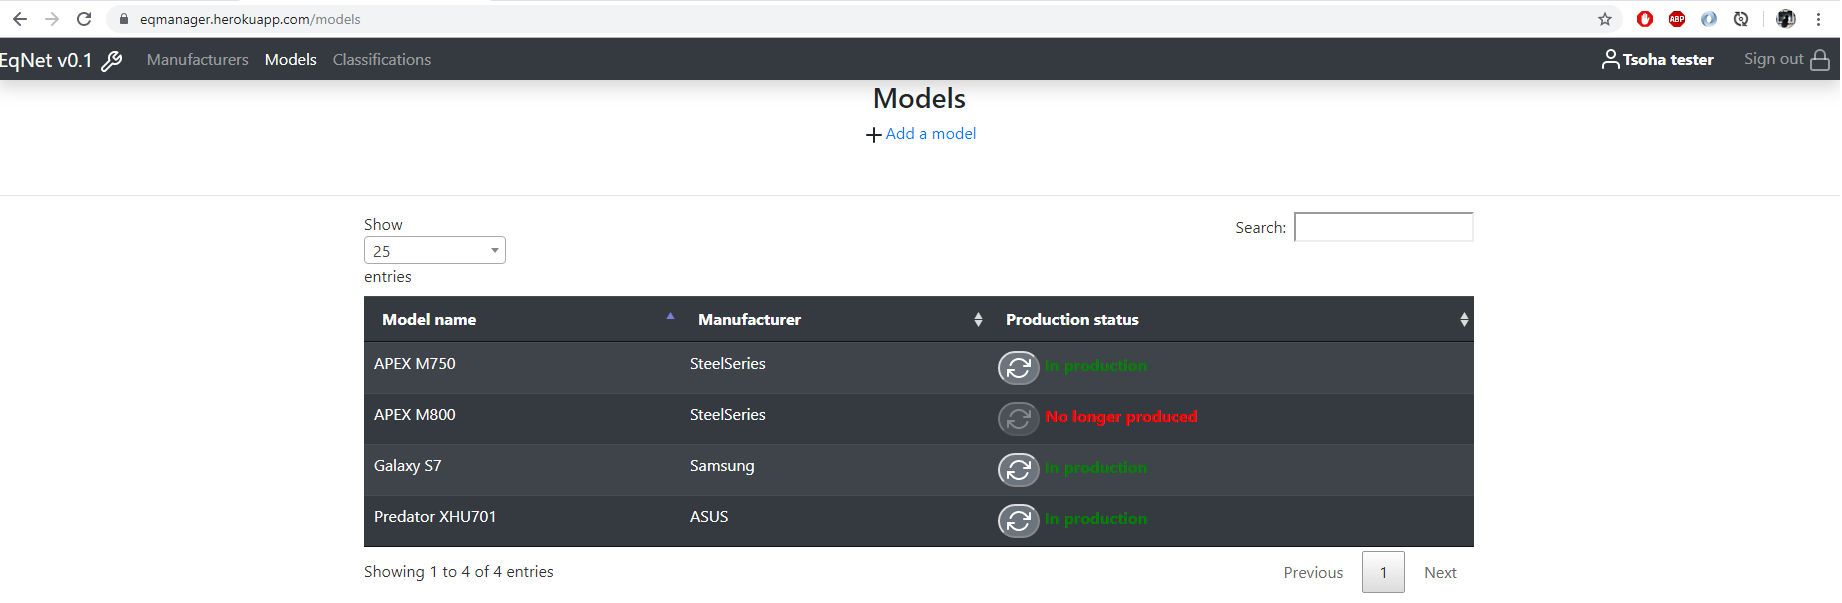 eqmanager.herokuapp.com/models
ABP
EqNet v0.1 Manufacturers Models Classifications Tsoha tester Sign out
Models
Add a model
Show
25
entries
Search:
Model name Manufacturer Production status
APEX M750 SteelSeries In production
APEX M800 SteelSeries No longer produced
Galaxy S7 Samsung In production
Predator XHU701 ASUS In production
Showing 1 to 4 of 4 entries
Previous 1 Next